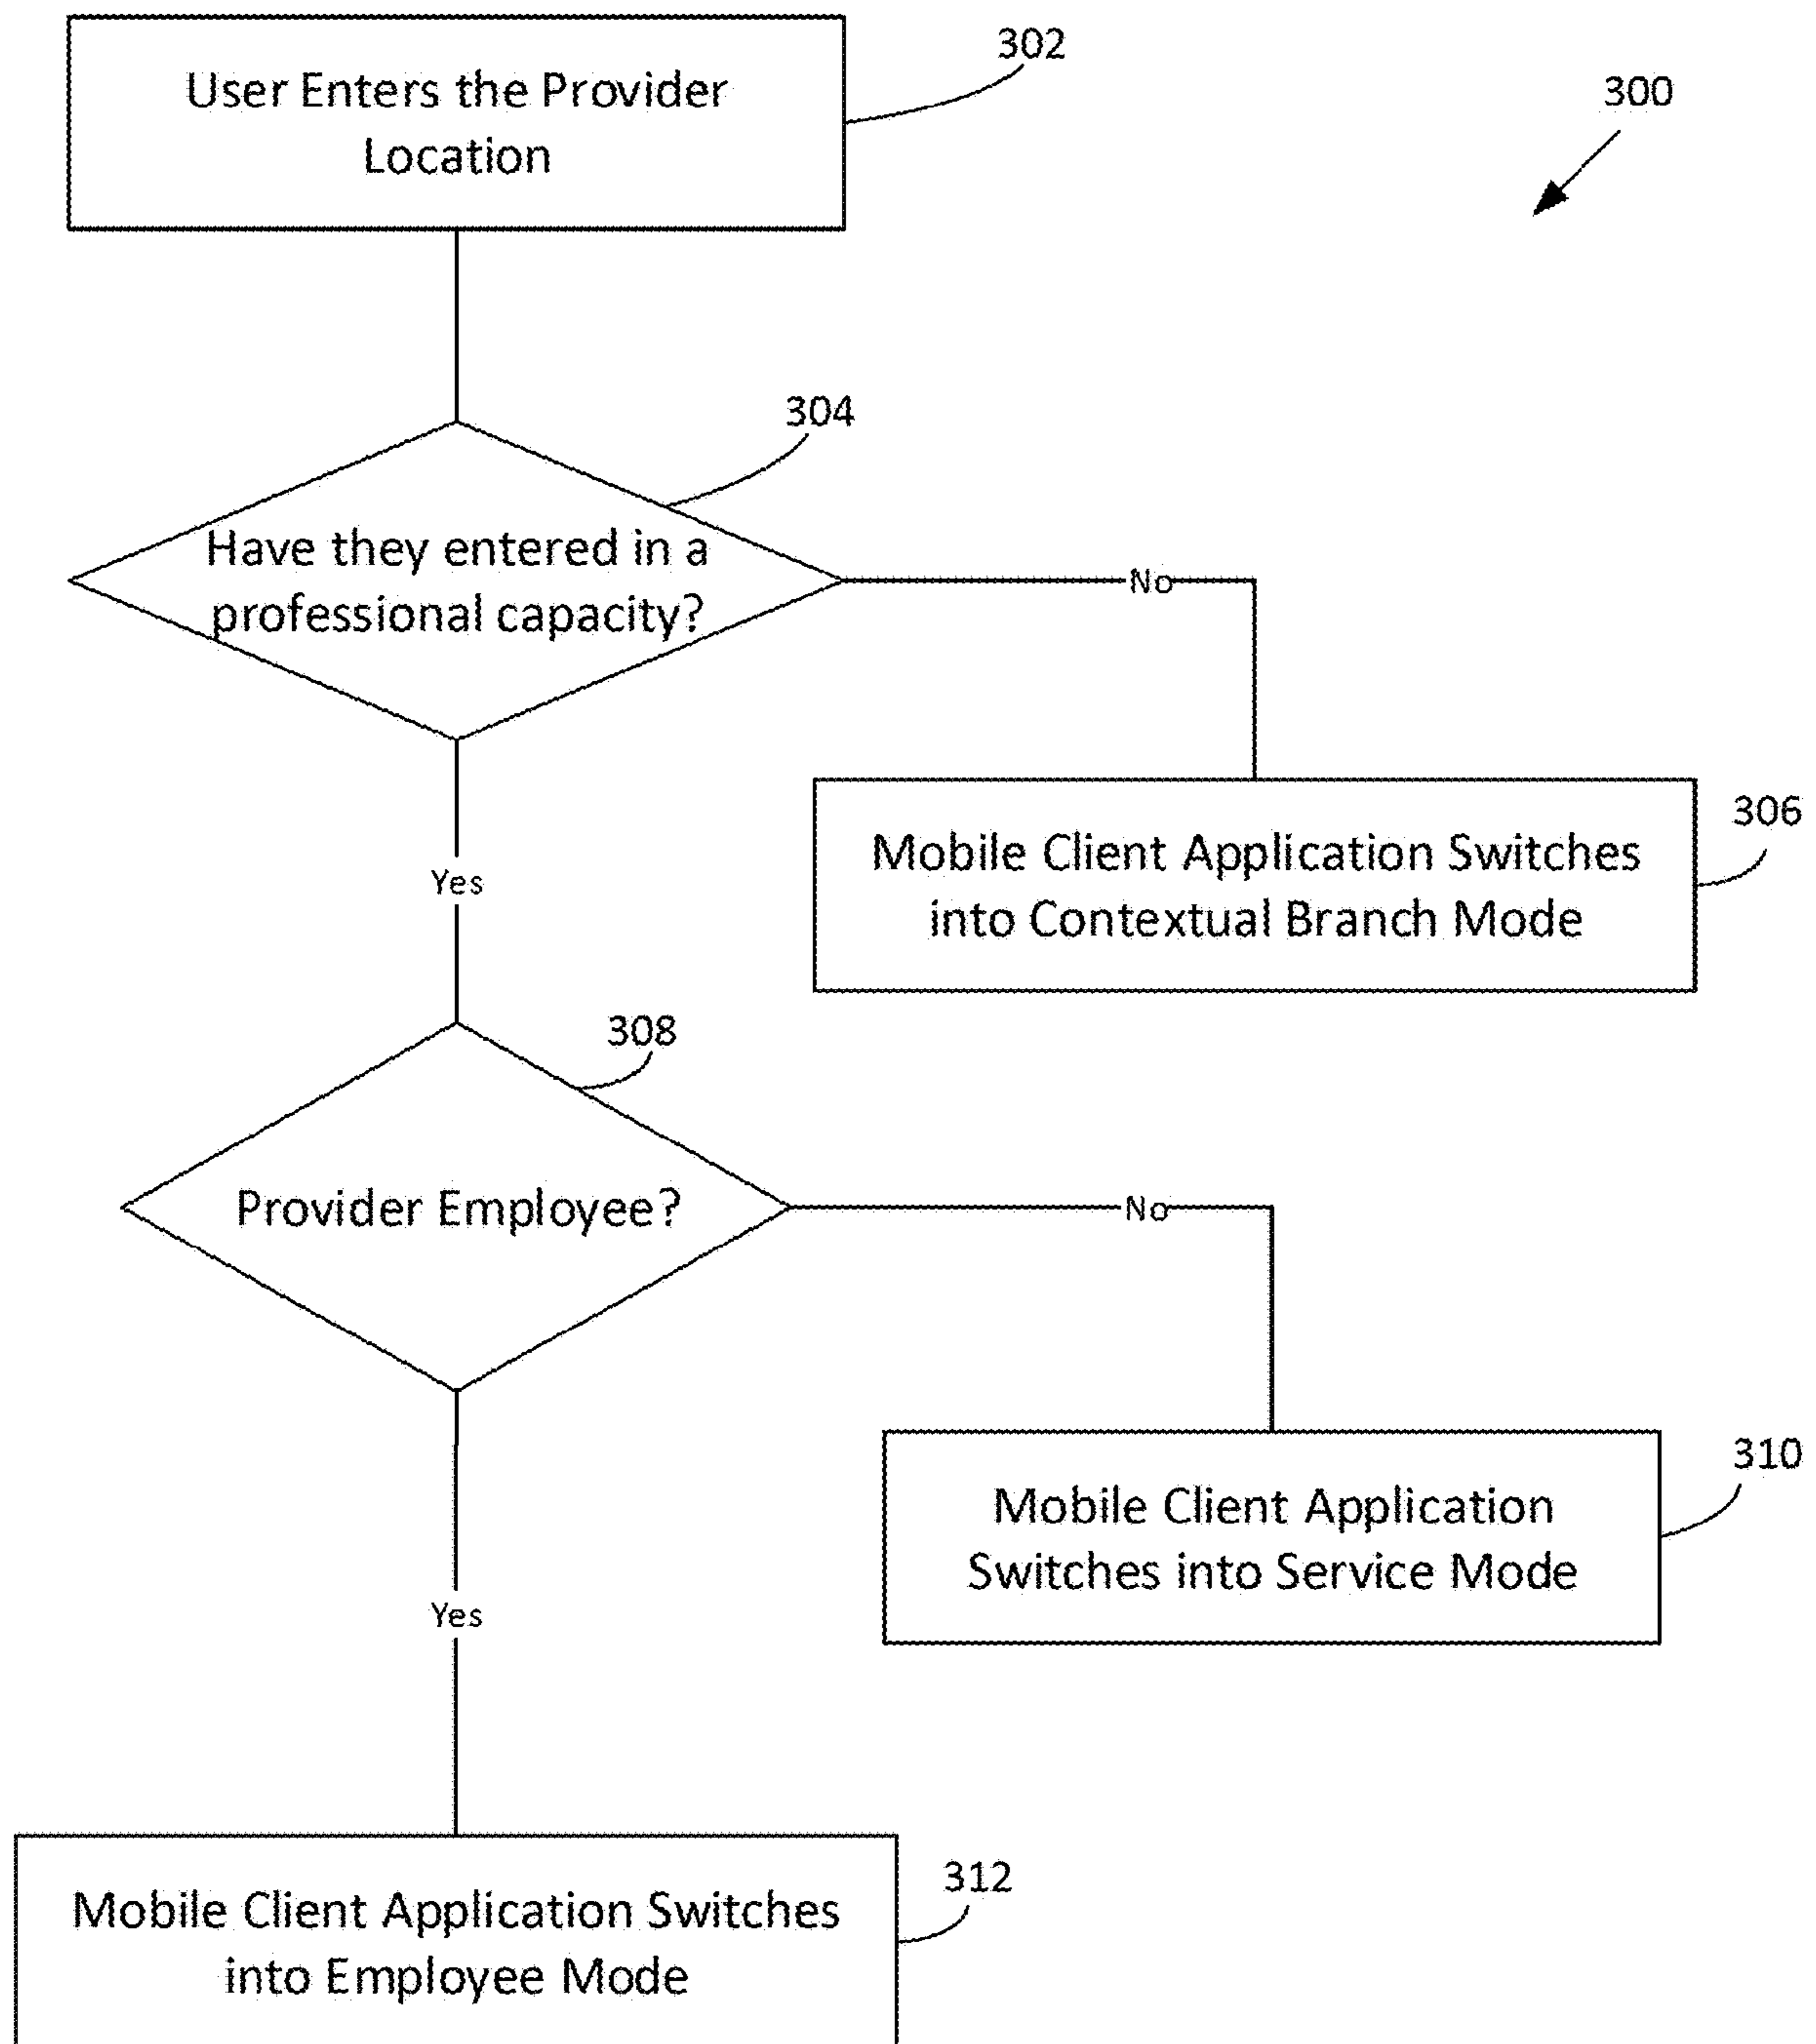 302
User Enters the Provider
Location
300
304
Have they entered in a
professional capacity?
No
Yes
306
Mobile Client Application Switches
into Contextual Branch Mode
308
Provider Employee?
No
310
Mobile Client Application
Switches into Service Mode
Yes
312
Mobile Client Application Switches
into Employee Mode